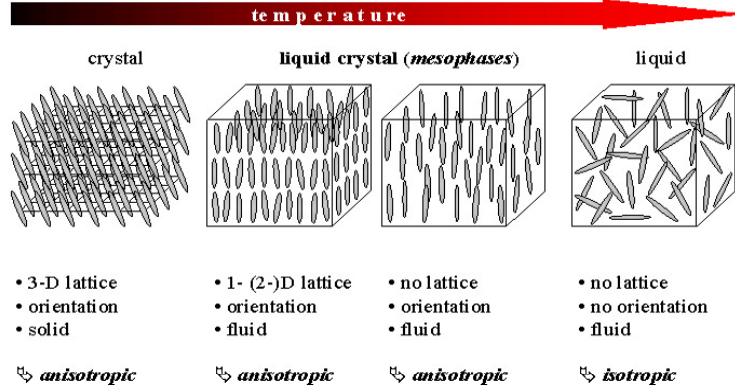 temperature
crystal
liquid crystal (mesophases)
liquid
• 3-D lattice
• orientation
• solid
↳ anisotropic
• 1- (2-)D lattice
• orientation
• fluid
↳ anisotropic
• no lattice
• orientation
• fluid
↳ anisotropic
• no lattice
• no orientation
• fluid
↳ isotropic